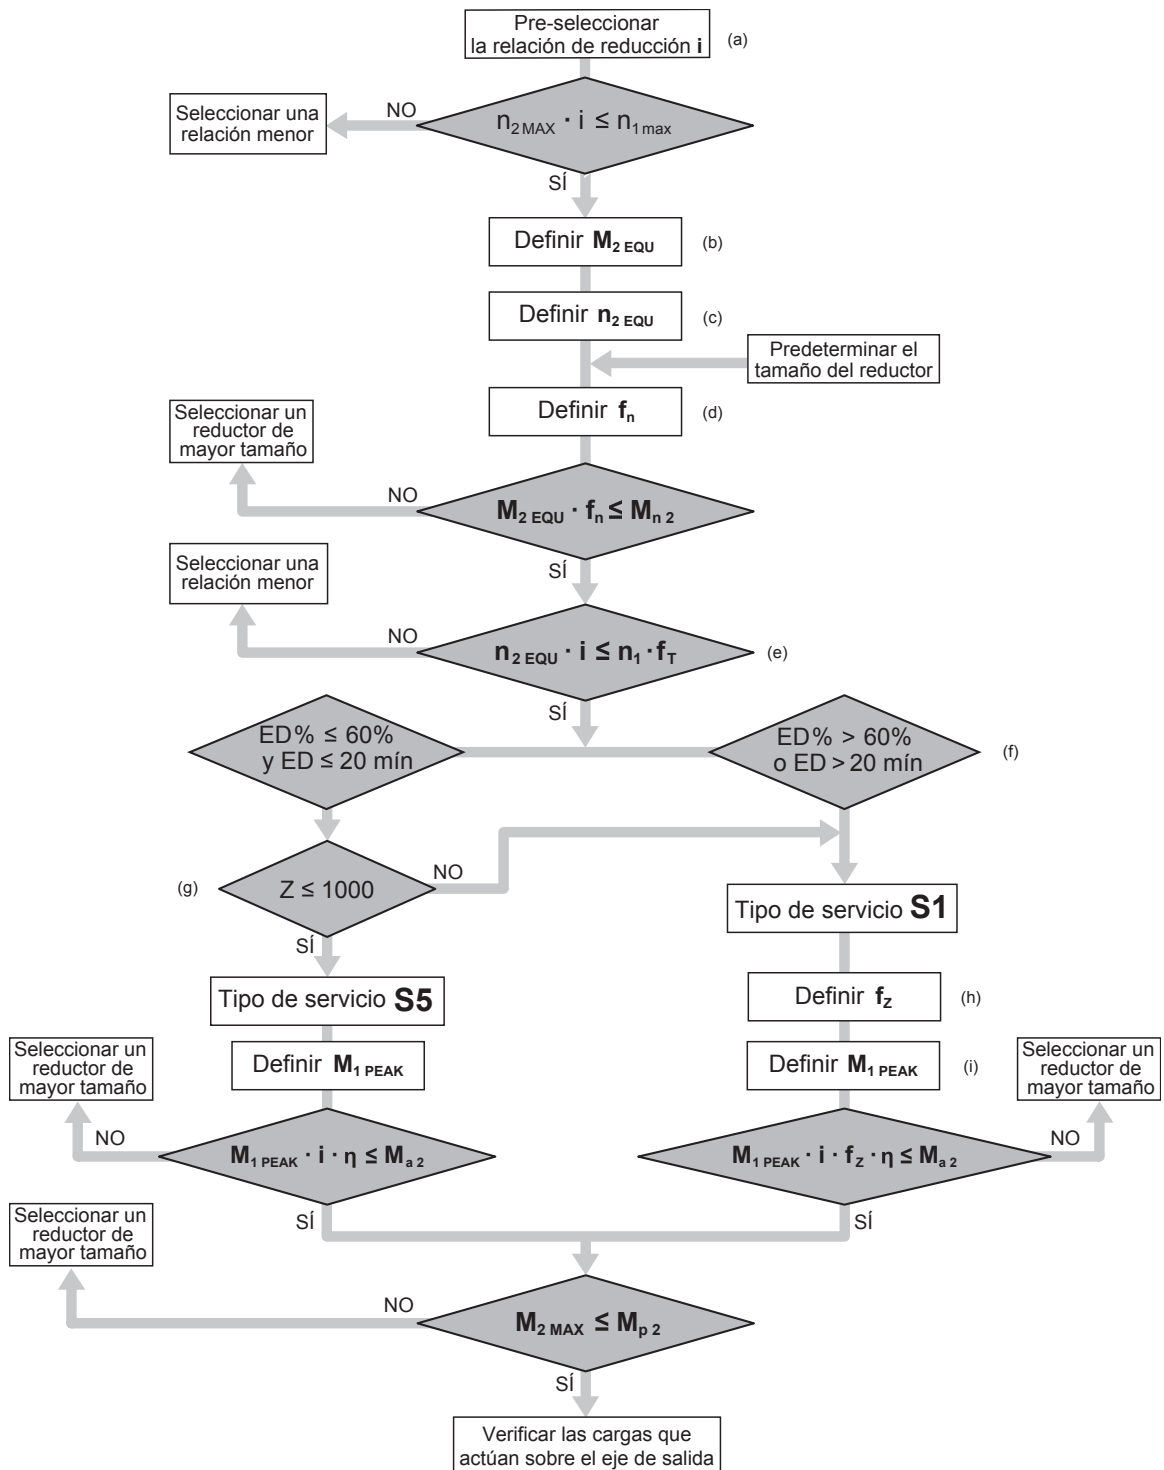 Pre-seleccionar
la relación de reducción i
(a)
Seleccionar una
relación menor
NO
n2 MAX · i ≤ n1 max
SÍ
Definir M2 EQU
(b)
Definir n2 EQU
(c)
Predeterminar el
tamaño del reductor
Definir fn
(d)
Seleccionar un
reductor de
mayor tamaño
NO
M2 EQU · fn ≤ Mn 2
SÍ
Seleccionar una
relación menor
NO
n2 EQU · i ≤ n1 · fT
(e)
SÍ
ED% ≤ 60%
y ED ≤ 20 mín
ED% > 60%
o ED > 20 mín
(f)
(g)
Z ≤ 1000
NO
SÍ
Tipo de servicio S1
Tipo de servicio S5
Definir fZ
(h)
Seleccionar un
reductor de
mayor tamaño
Definir M1 PEAK
Definir M1 PEAK
(i)
Seleccionar un
reductor de
mayor tamaño
NO
M1 PEAK · i · η ≤ Ma 2
M1 PEAK · i · fZ · η ≤ Ma 2
NO
SÍ
SÍ
Seleccionar un
reductor de
mayor tamaño
NO
M2 MAX ≤ Mp 2
SÍ
Verificar las cargas que
actúan sobre el eje de salida